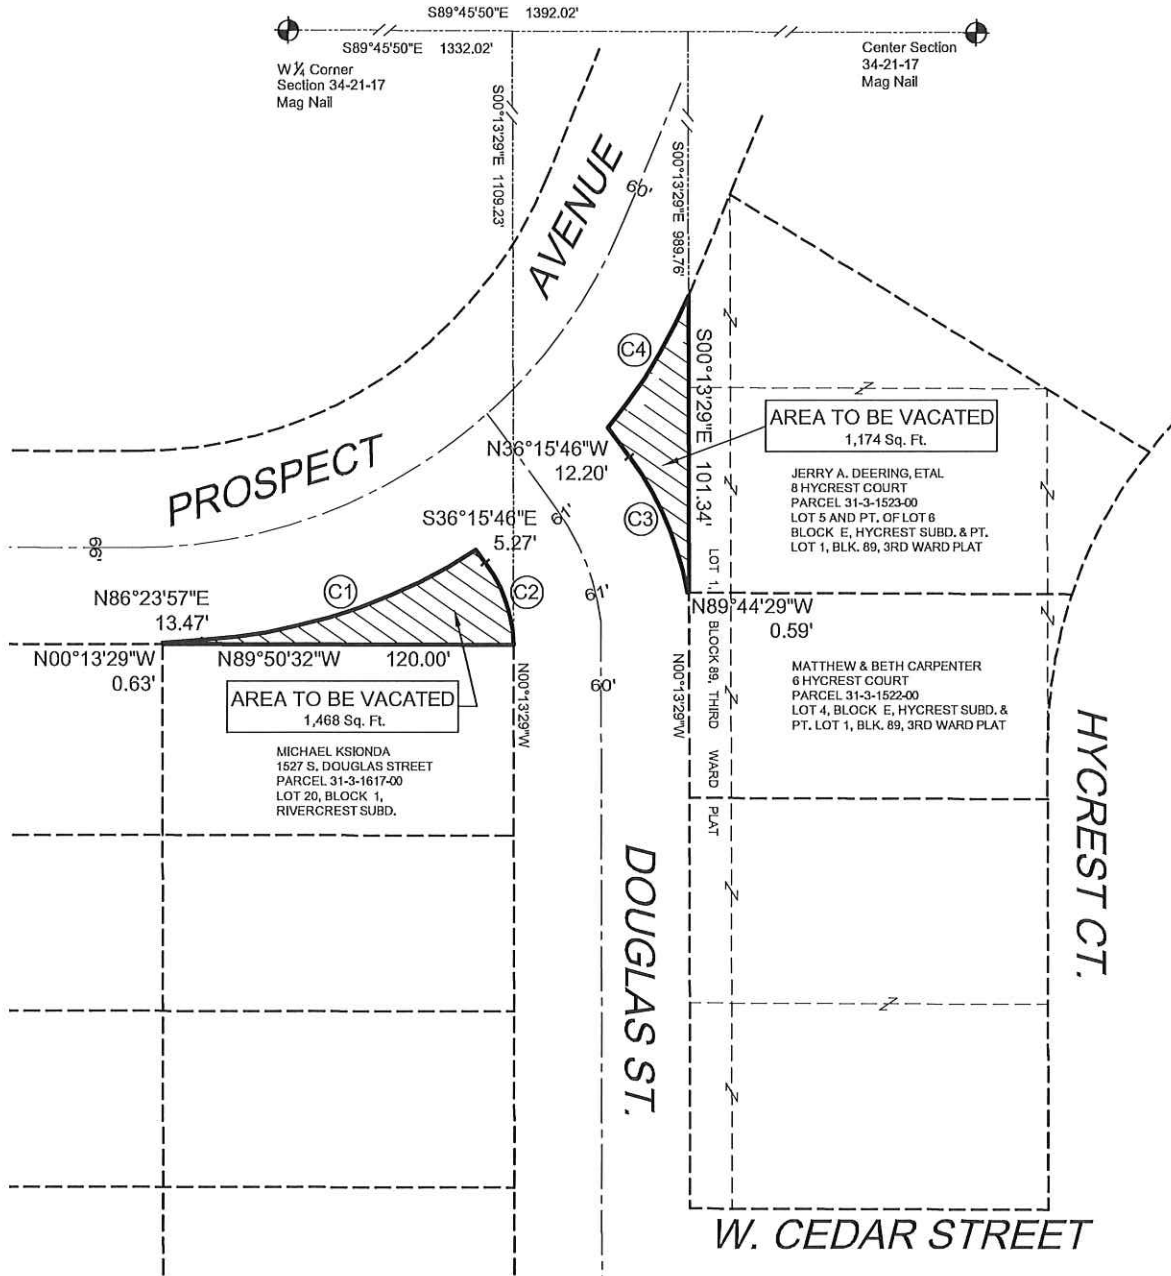 S89°45'50"E 1392.02'
S89°45'50"E 1332.02'
W ¼ Corner
Section 34-21-17
Mag Nail
Center Section
34-21-17
Mag Nail
S00°13'29"E 1109.23'
S00°13'29"E 989.76'
AVENUE
60'
PROSPECT
66'
C4
S00°13'29"E 101.34'
AREA TO BE VACATED
1,174 Sq. Ft.
N36°15'46"W
12.20'
C3
JERRY A. DEERING, ETAL
8 HYCREST COURT
PARCEL 31-3-1523-00
LOT 5 AND PT. OF LOT 6
BLOCK E, HYCREST SUBD. & PT.
LOT 1, BLK. 89, 3RD WARD PLAT
S36°15'46"E
5.27'
61'
C1
C2
61'
N86°23'57"E
13.47'
N89°44'29"W
0.59'
N00°13'29"W
0.63'
N89°50'32"W 120.00'
N00°13'29"W
60'
N00°13'29"W
LOT 1, BLOCK 89, THIRD WARD PLAT
AREA TO BE VACATED
1,468 Sq. Ft.
MATTHEW & BETH CARPENTER
6 HYCREST COURT
PARCEL 31-3-1522-00
LOT 4, BLOCK E, HYCREST SUBD. &
PT. LOT 1, BLK. 89, 3RD WARD PLAT
MICHAEL KSIONDA
1527 S. DOUGLAS STREET
PARCEL 31-3-1617-00
LOT 20, BLOCK 1,
RIVERCREST SUBD.
HYCREST CT.
DOUGLAS ST.
W. CEDAR STREET